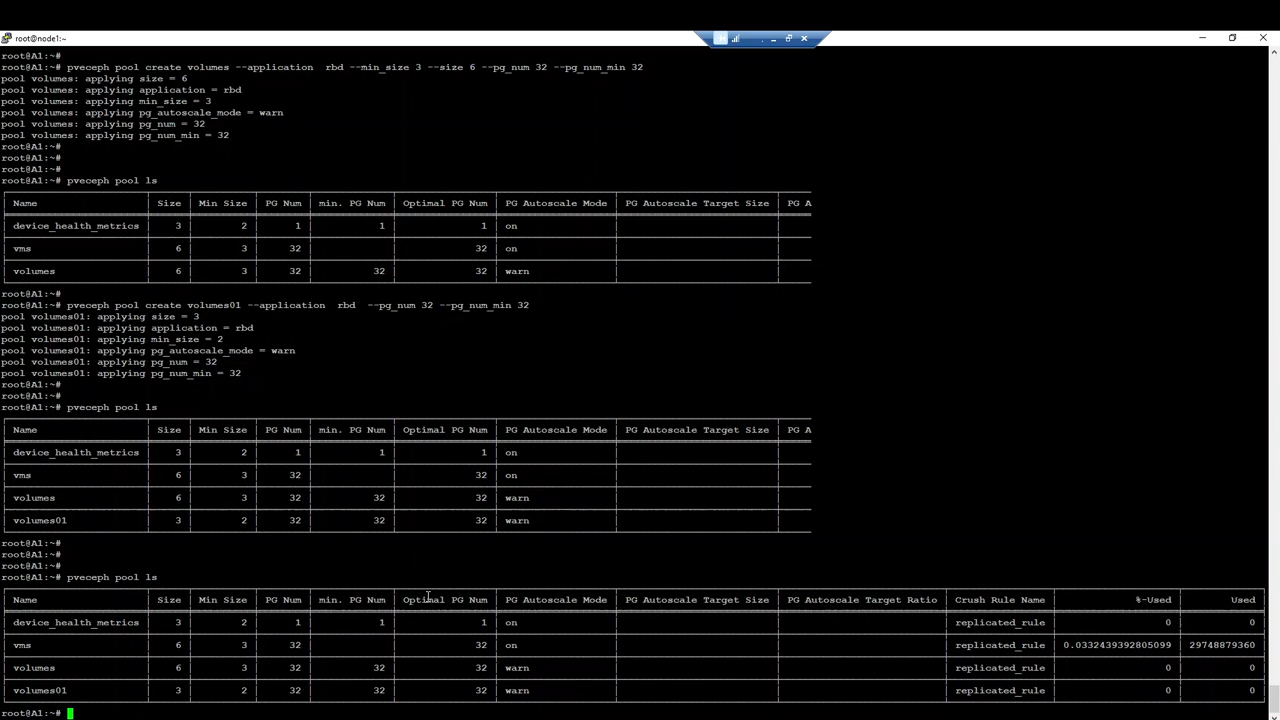 root@node1:~
root@A1:~#
root@A1:~# pveceph pool create volumes --application  rbd --min_size 3 --size 6 --pg_num 32 --pg_num_min 32
pool volumes: applying size = 6
pool volumes: applying application = rbd
pool volumes: applying min_size = 3
pool volumes: applying pg_autoscale_mode = warn
pool volumes: applying pg_num = 32
pool volumes: applying pg_num_min = 32
root@A1:~#
root@A1:~#
root@A1:~#
root@A1:~# pveceph pool ls
Name Size Min Size PG Num min. PG Num Optimal PG Num PG Autoscale Mode PG Autoscale Target Size PG A
device_health_metrics 3 2 1 1 1 on
vms 6 3 32 32 on
volumes 6 3 32 32 32 warn
root@A1:~#
root@A1:~# pveceph pool create volumes01 --application  rbd  --pg_num 32 --pg_num_min 32
pool volumes01: applying size = 3
pool volumes01: applying application = rbd
pool volumes01: applying min_size = 2
pool volumes01: applying pg_autoscale_mode = warn
pool volumes01: applying pg_num = 32
pool volumes01: applying pg_num_min = 32
root@A1:~#
root@A1:~#
root@A1:~# pveceph pool ls
Name Size Min Size PG Num min. PG Num Optimal PG Num PG Autoscale Mode PG Autoscale Target Size PG A
device_health_metrics 3 2 1 1 1 on
vms 6 3 32 32 on
volumes 6 3 32 32 32 warn
volumes01 3 2 32 32 32 warn
root@A1:~#
root@A1:~#
root@A1:~#
root@A1:~# pveceph pool ls
Name Size Min Size PG Num min. PG Num Optimal PG Num PG Autoscale Mode PG Autoscale Target Size PG Autoscale Target Ratio Crush Rule Name %-Used Used
device_health_metrics 3 2 1 1 1 on replicated_rule 0 0
vms 6 3 32 32 on replicated_rule 0.0332439392805099 29748879360
volumes 6 3 32 32 32 warn replicated_rule 0 0
volumes01 3 2 32 32 32 warn replicated_rule 0 0
root@A1:~#